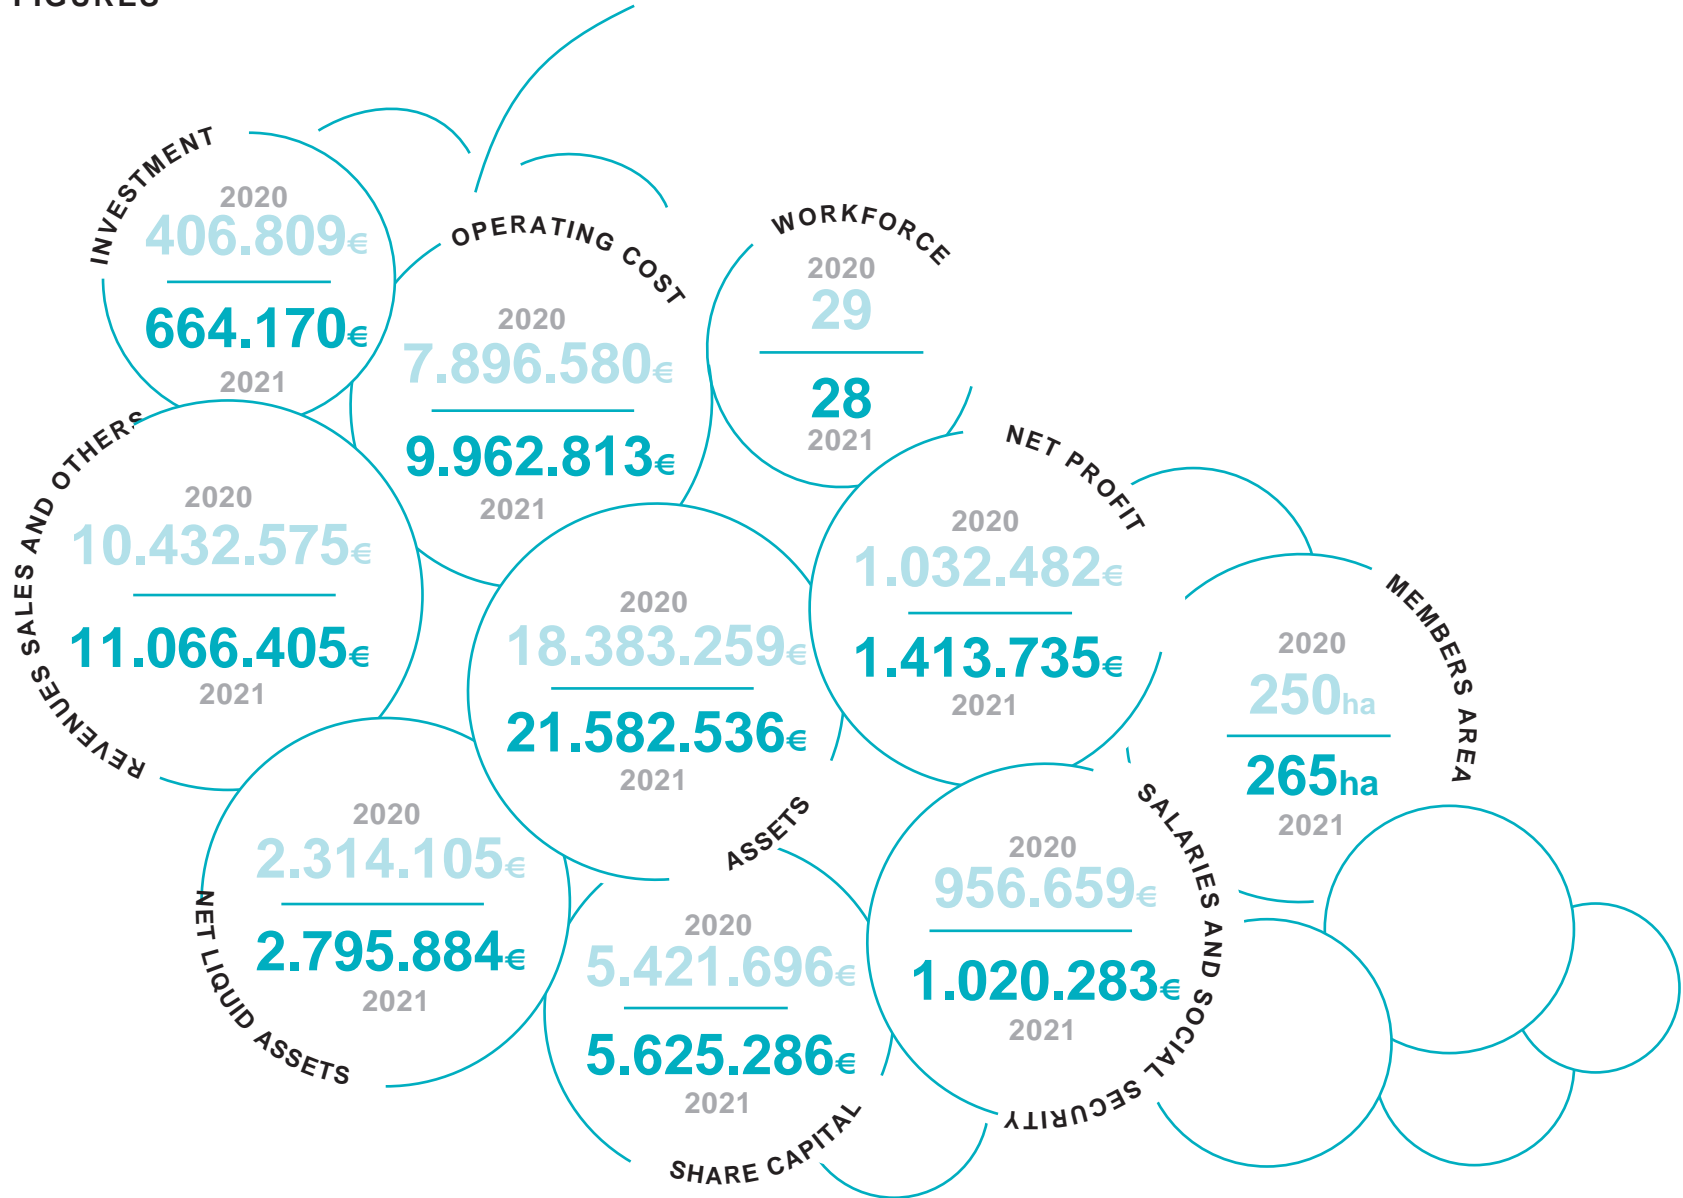 FIGURES
INVESTMENT
2020
406.809€
664.170€
2021
OPERATING COST
2020
7.896.580€
9.962.813€
2021
WORKFORCE
2020
29
28
2021
REVENUES SALES AND OTHERS
2020
10.432.575€
11.066.405€
2021
2020
18.383.259€
21.582.536€
2021
ASSETS
NET PROFIT
2020
1.032.482€
1.413.735€
2021
MEMBERS AREA
2020
250ha
265ha
2021
2020
2.314.105€
2.795.884€
2021
NET LIQUID ASSETS
2020
5.421.696€
5.625.286€
2021
SHARE CAPITAL
SALARIES AND SOCIAL SECURITY
2020
956.659€
1.020.283€
2021